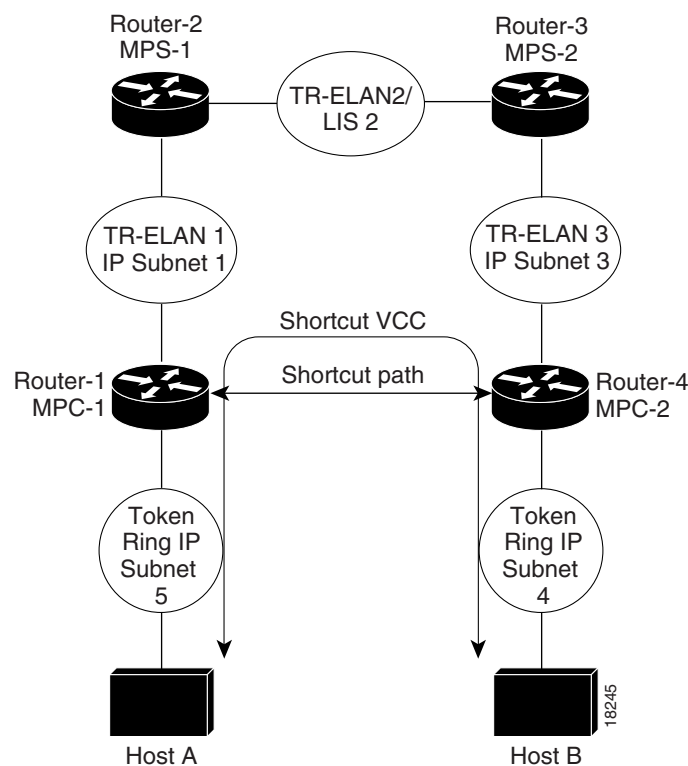 Router-2
MPS-1
Router-3
MPS-2
TR-ELAN2/
LIS 2
TR-ELAN 1
IP Subnet 1
TR-ELAN 3
IP Subnet 3
Shortcut VCC
Router-1
MPC-1
Shortcut path
Router-4
MPC-2
Token
Ring IP
Subnet
5
Token
Ring IP
Subnet
4
Host A
Host B
18245